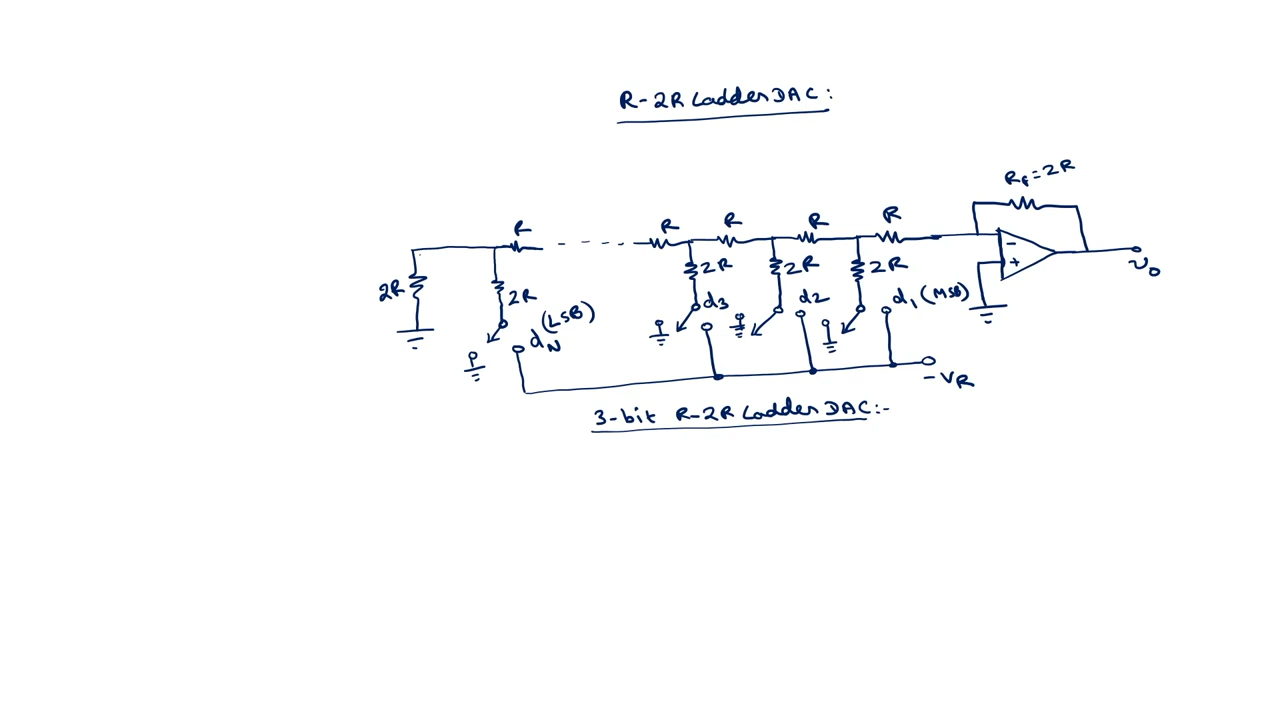 R-2R Ladder DAC:
Rf=2R
R
R
R
R
R
2R
2R
2R
2R
2R
d3
d2
d1 (MSB)
dN (LSB)
-
+
vo
-VR
3-bit R-2R Ladder DAC:-